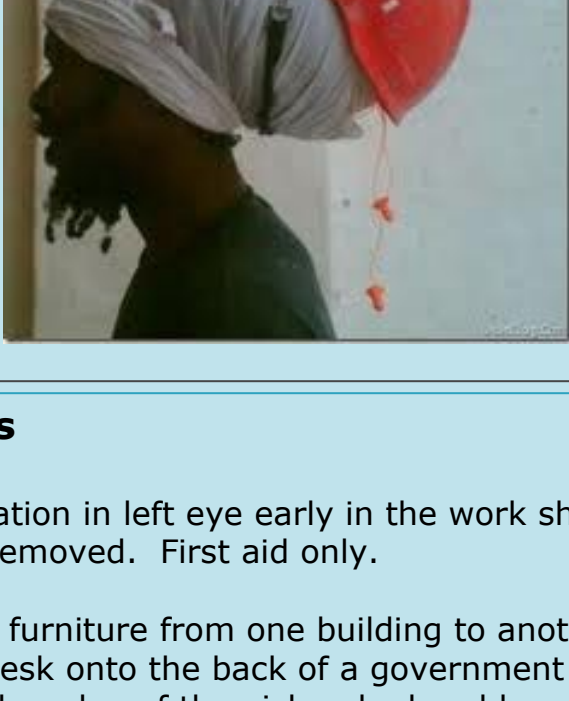 s
ation in left eye early in the work sh
emoved.  First aid only.
furniture from one building to anot
esk onto the back of a government